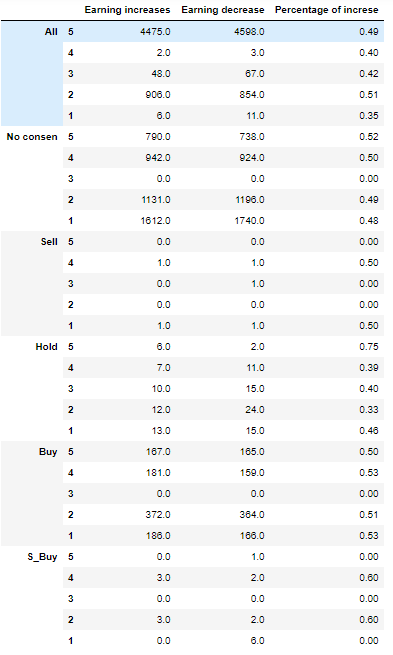 Earning increases Earning decrease Percentage of increse
All 5 4475.0 4598.0 0.49
4 2.0 3.0 0.40
3 48.0 67.0 0.42
2 906.0 854.0 0.51
1 6.0 11.0 0.35
No consen 5 790.0 738.0 0.52
4 942.0 924.0 0.50
3 0.0 0.0 0.00
2 1131.0 1196.0 0.49
1 1612.0 1740.0 0.48
Sell 5 0.0 0.0 0.00
4 1.0 1.0 0.50
3 0.0 1.0 0.00
2 0.0 0.0 0.00
1 1.0 1.0 0.50
Hold 5 6.0 2.0 0.75
4 7.0 11.0 0.39
3 10.0 15.0 0.40
2 12.0 24.0 0.33
1 13.0 15.0 0.46
Buy 5 167.0 165.0 0.50
4 181.0 159.0 0.53
3 0.0 0.0 0.00
2 372.0 364.0 0.51
1 186.0 166.0 0.53
S_Buy 5 0.0 1.0 0.00
4 3.0 2.0 0.60
3 0.0 0.0 0.00
2 3.0 2.0 0.60
1 0.0 6.0 0.00